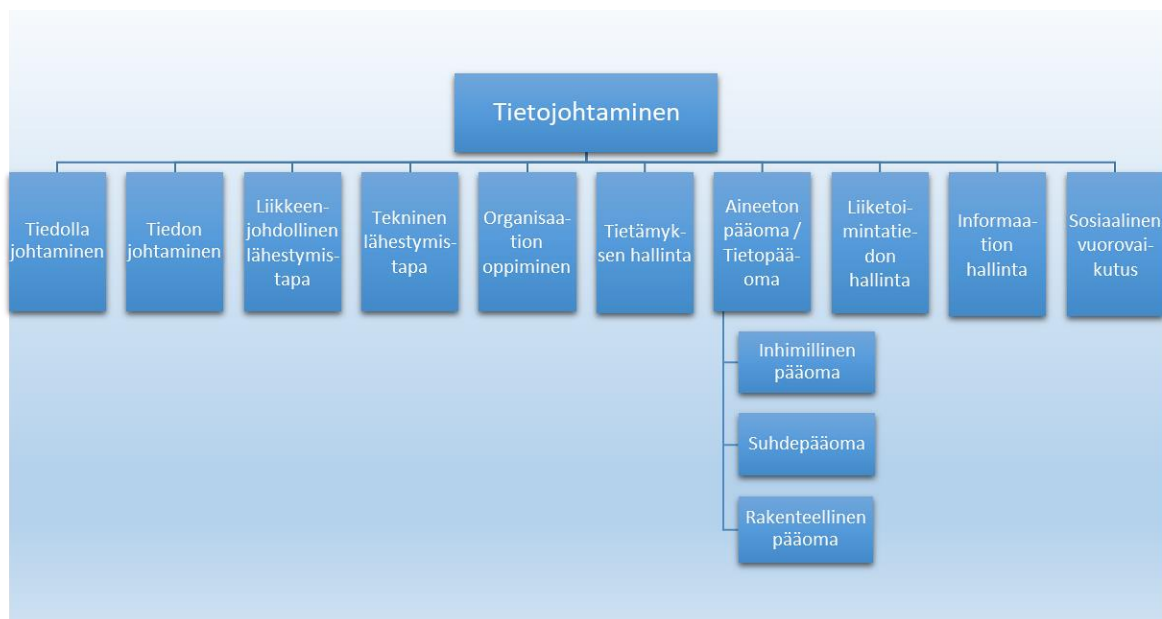 Tietojohtaminen
Tiedolla
johtaminen
Tiedon
johtaminen
Liikkeen-
johdollinen
lähestymis-
tapa
Tekninen
lähestymis-
tapa
Organisaa-
tion
oppiminen
Tietämyk-
sen hallinta
Aineeton
pääoma /
Tietopää-
oma
Liiketoi-
mintatie-
don
hallinta
Informaa-
tion
hallinta
Sosiaalinen
vuorovai-
kutus
Inhimillinen
pääoma
Suhdepääoma
Rakenteellinen
pääoma